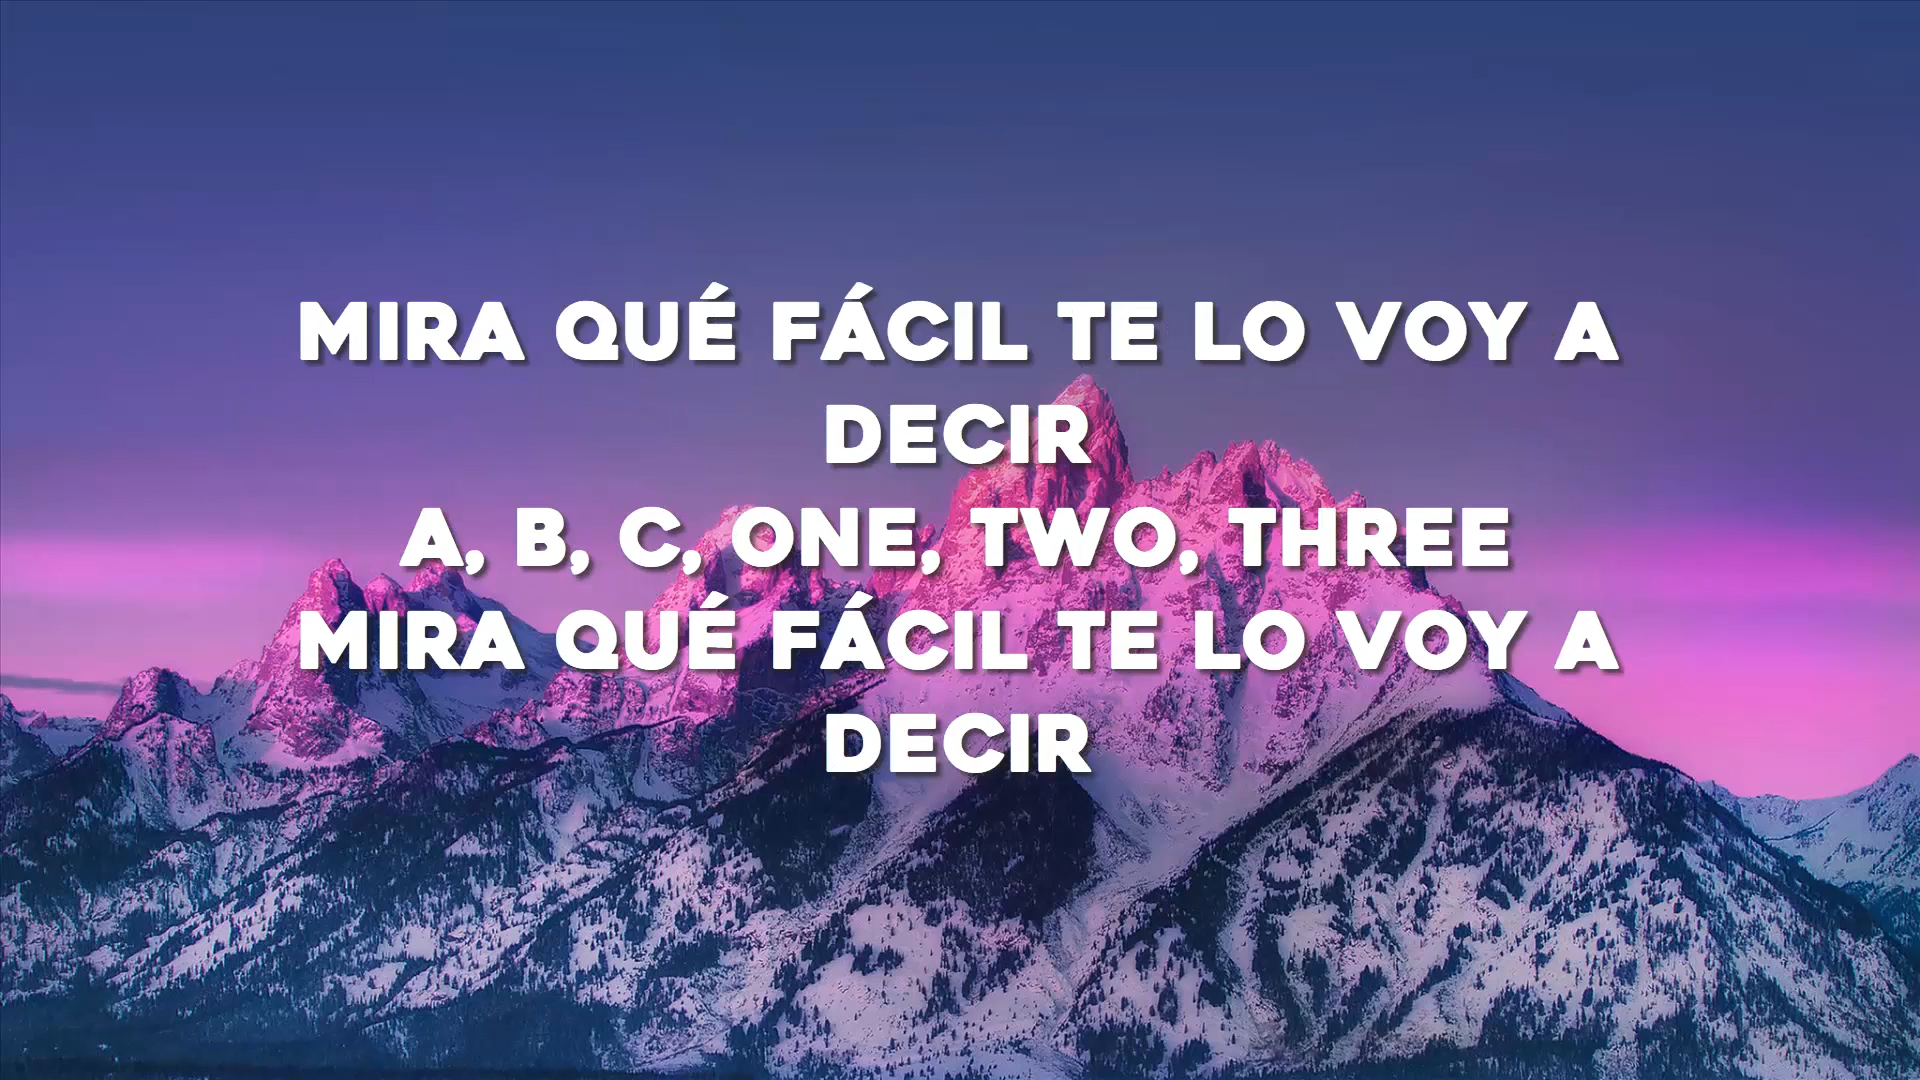 MIRA QUÉ FÁCIL TE LO VOY A
DECIR
A, B, C, ONE, TWO, THREE
MIRA QUÉ FÁCIL TE LO VOY A
DECIR